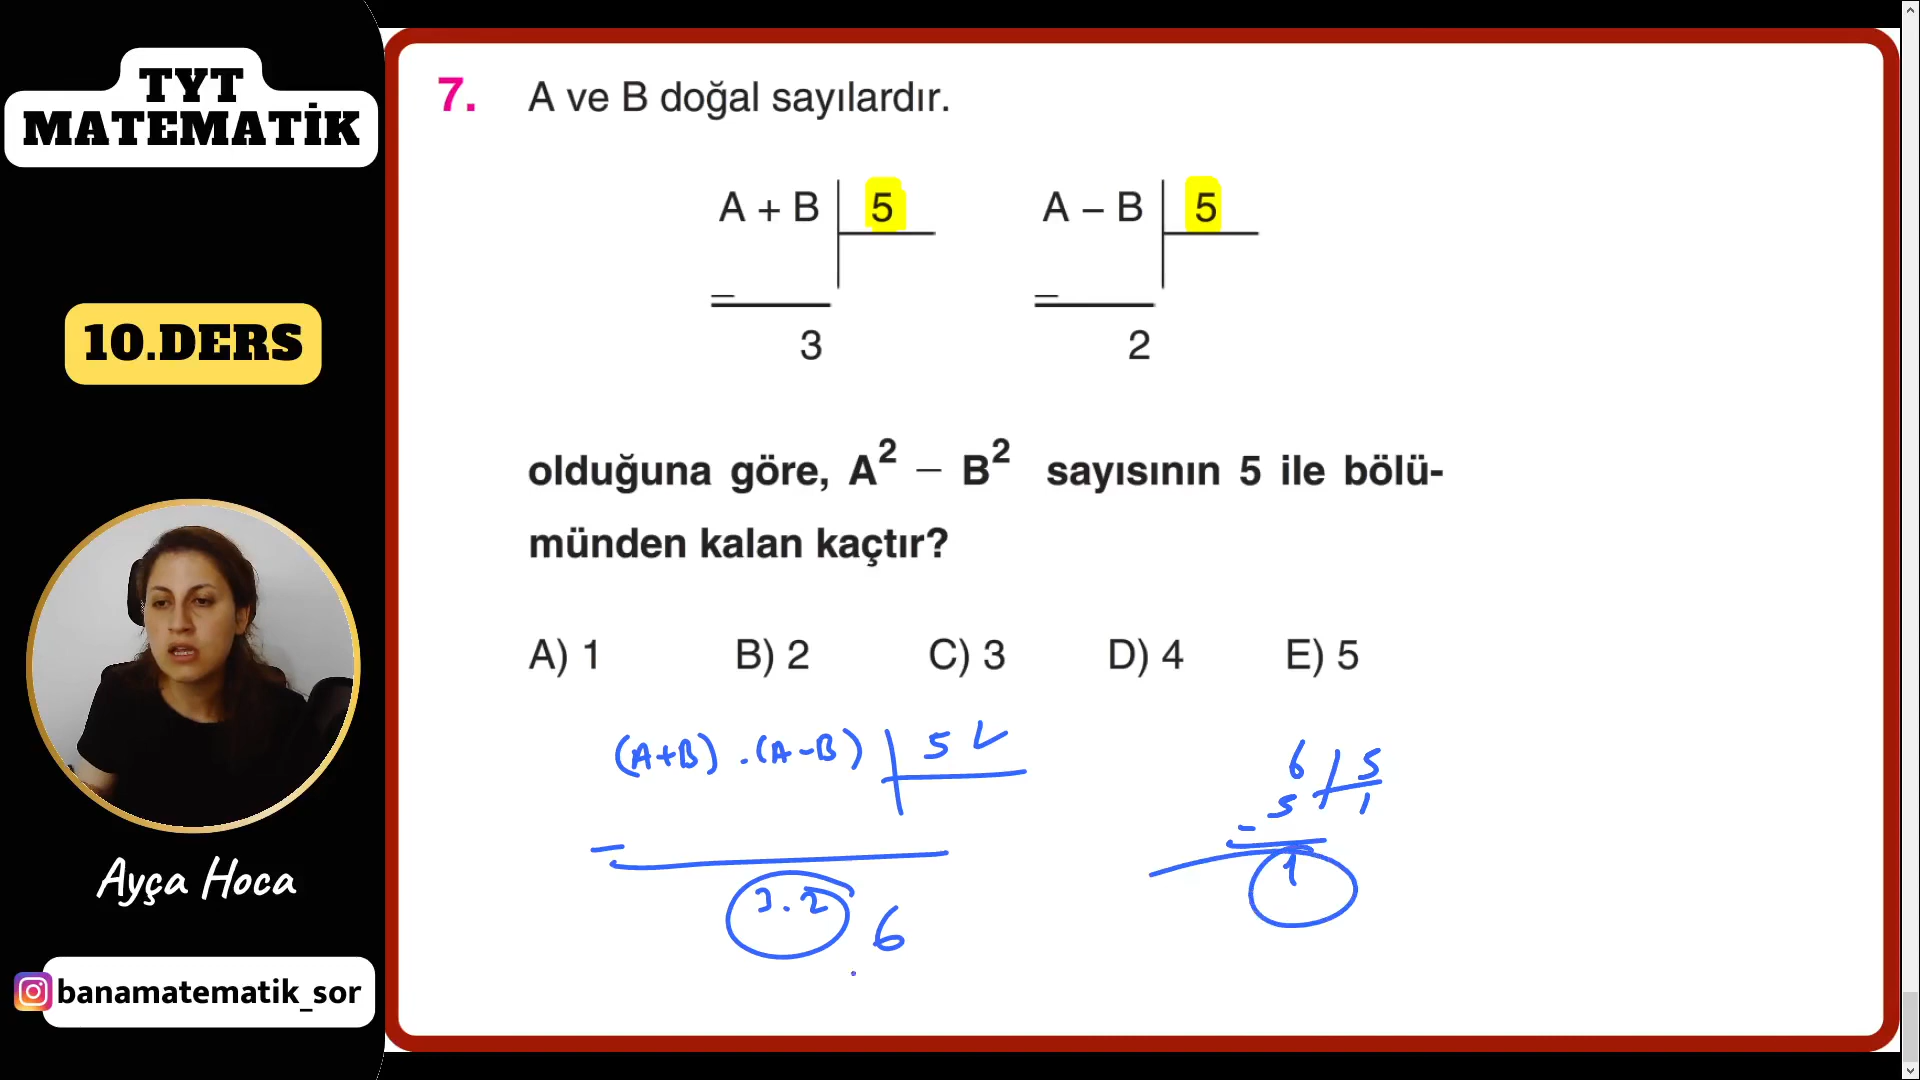 TYT
MATEMATİK
10.DERS
Ayça Hoca
banamatematik_sor
7. A ve B doğal sayılardır.
A + B 5
3
A – B 5
2
olduğuna göre, A² – B² sayısının 5 ile bölü-
münden kalan kaçtır?
A) 1 B) 2 C) 3 D) 4 E) 5
(A+B) . (A-B) 5
3.2 6
6 5
- 5 1
1